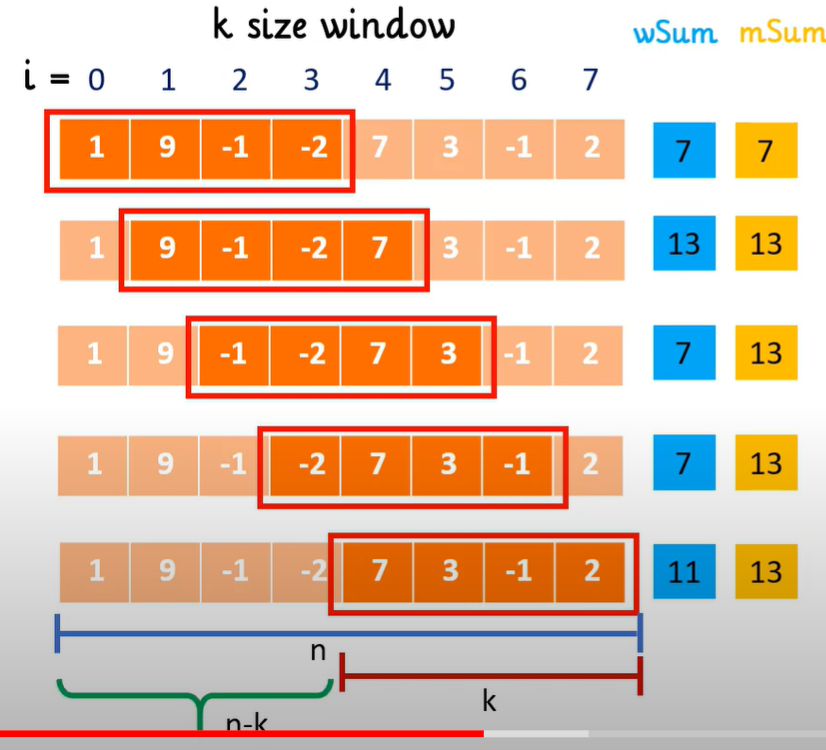 k size window wSum mSum
i = 0 1 2 3 4 5 6 7
1 9 -1 -2 7 3 -1 2 7 7
1 9 -1 -2 7 3 -1 2 13 13
1 9 -1 -2 7 3 -1 2 7 13
1 9 -1 -2 7 3 -1 2 7 13
1 9 -1 -2 7 3 -1 2 11 13
n
k
n-k